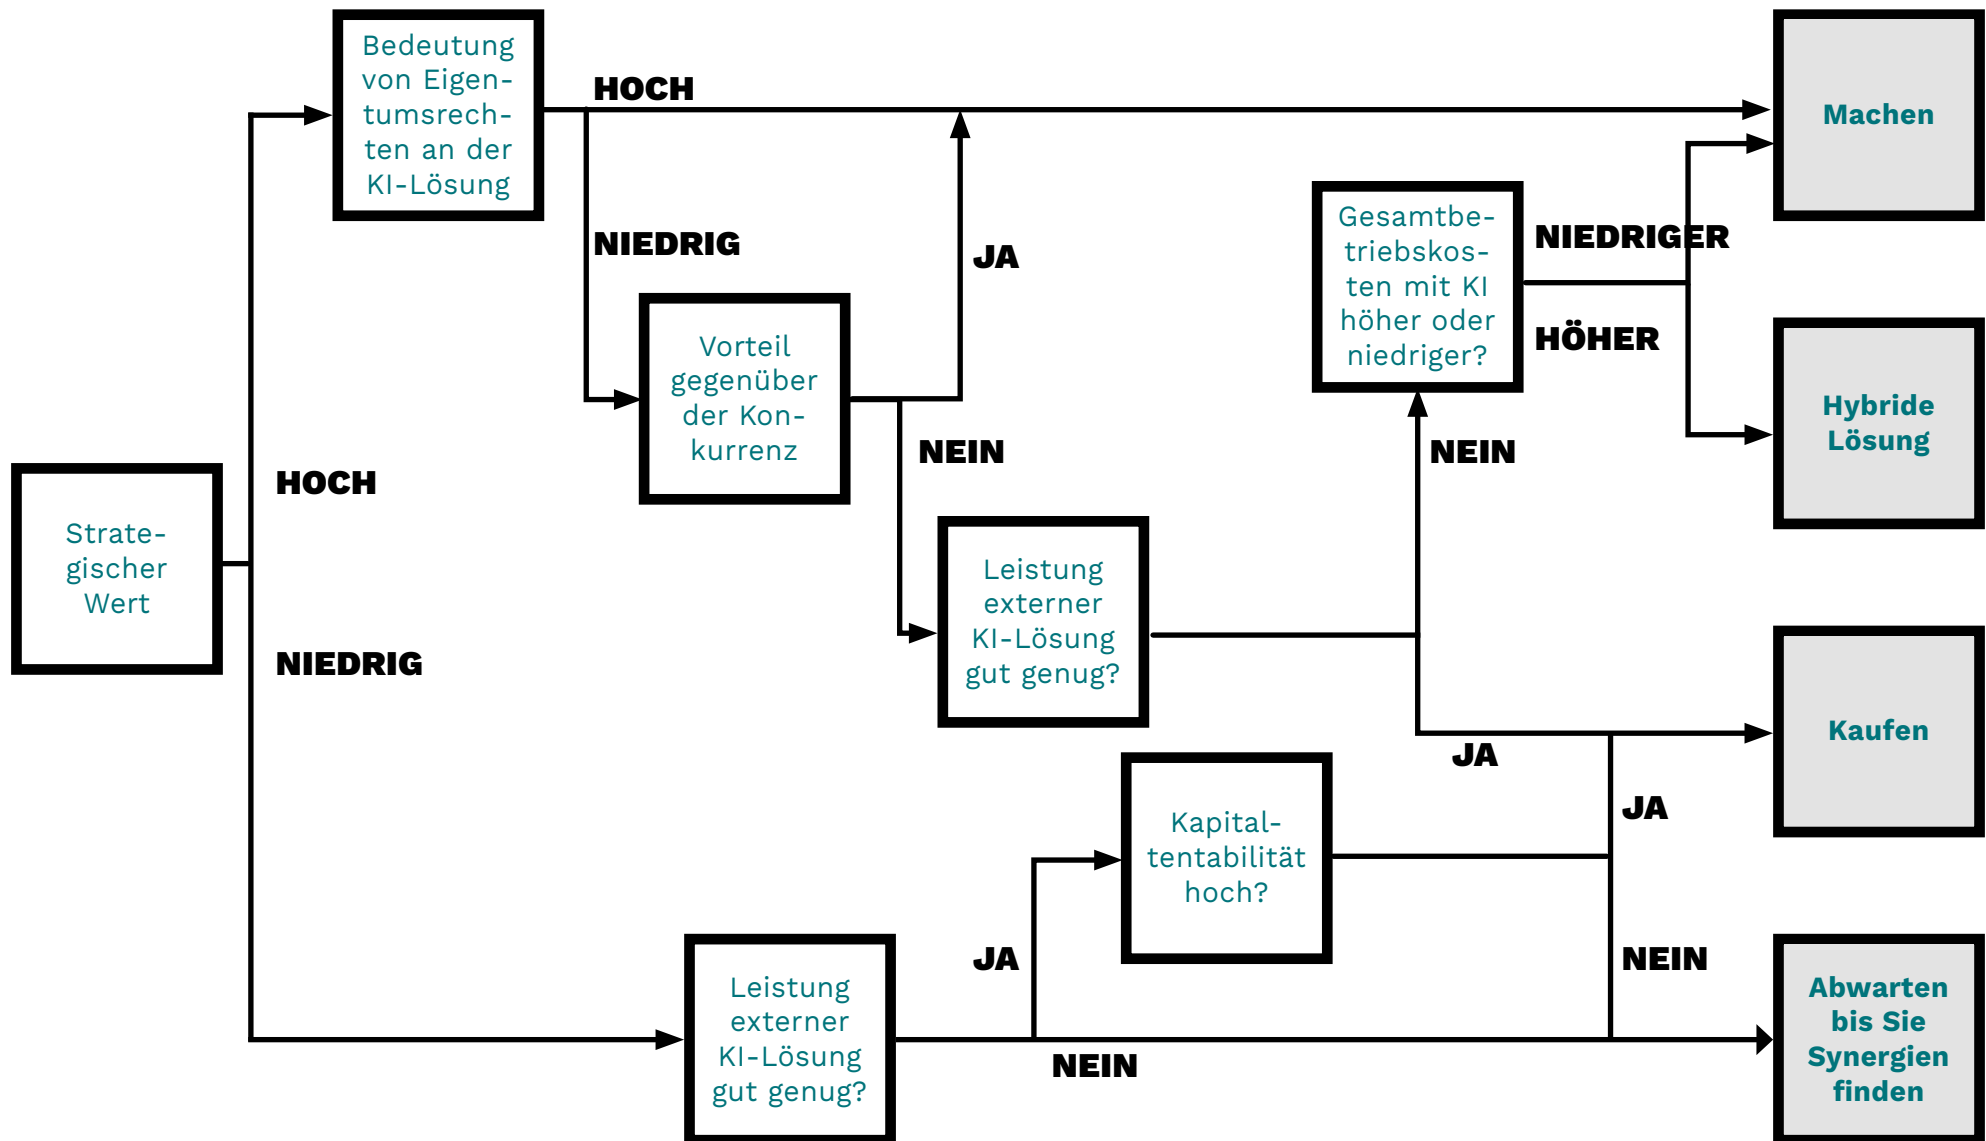 Bedeutung
von Eigen-
tumsrech-
ten an der
KI-Lösung
HOCH
Machen
NIEDRIG
JA
Gesamtbe-
triebskos-
ten mit KI
höher oder
niedriger?
NIEDRIGER
HÖHER
Vorteil
gegenüber
der Kon-
kurrenz
NEIN
NEIN
Hybride
Lösung
HOCH
Strate-
gischer
Wert
NIEDRIG
Leistung
externer
KI-Lösung
gut genug?
JA
Kaufen
JA
Kapital-
tentabilität
hoch?
JA
NEIN
Leistung
externer
KI-Lösung
gut genug?
NEIN
Abwarten
bis Sie
Synergien
finden